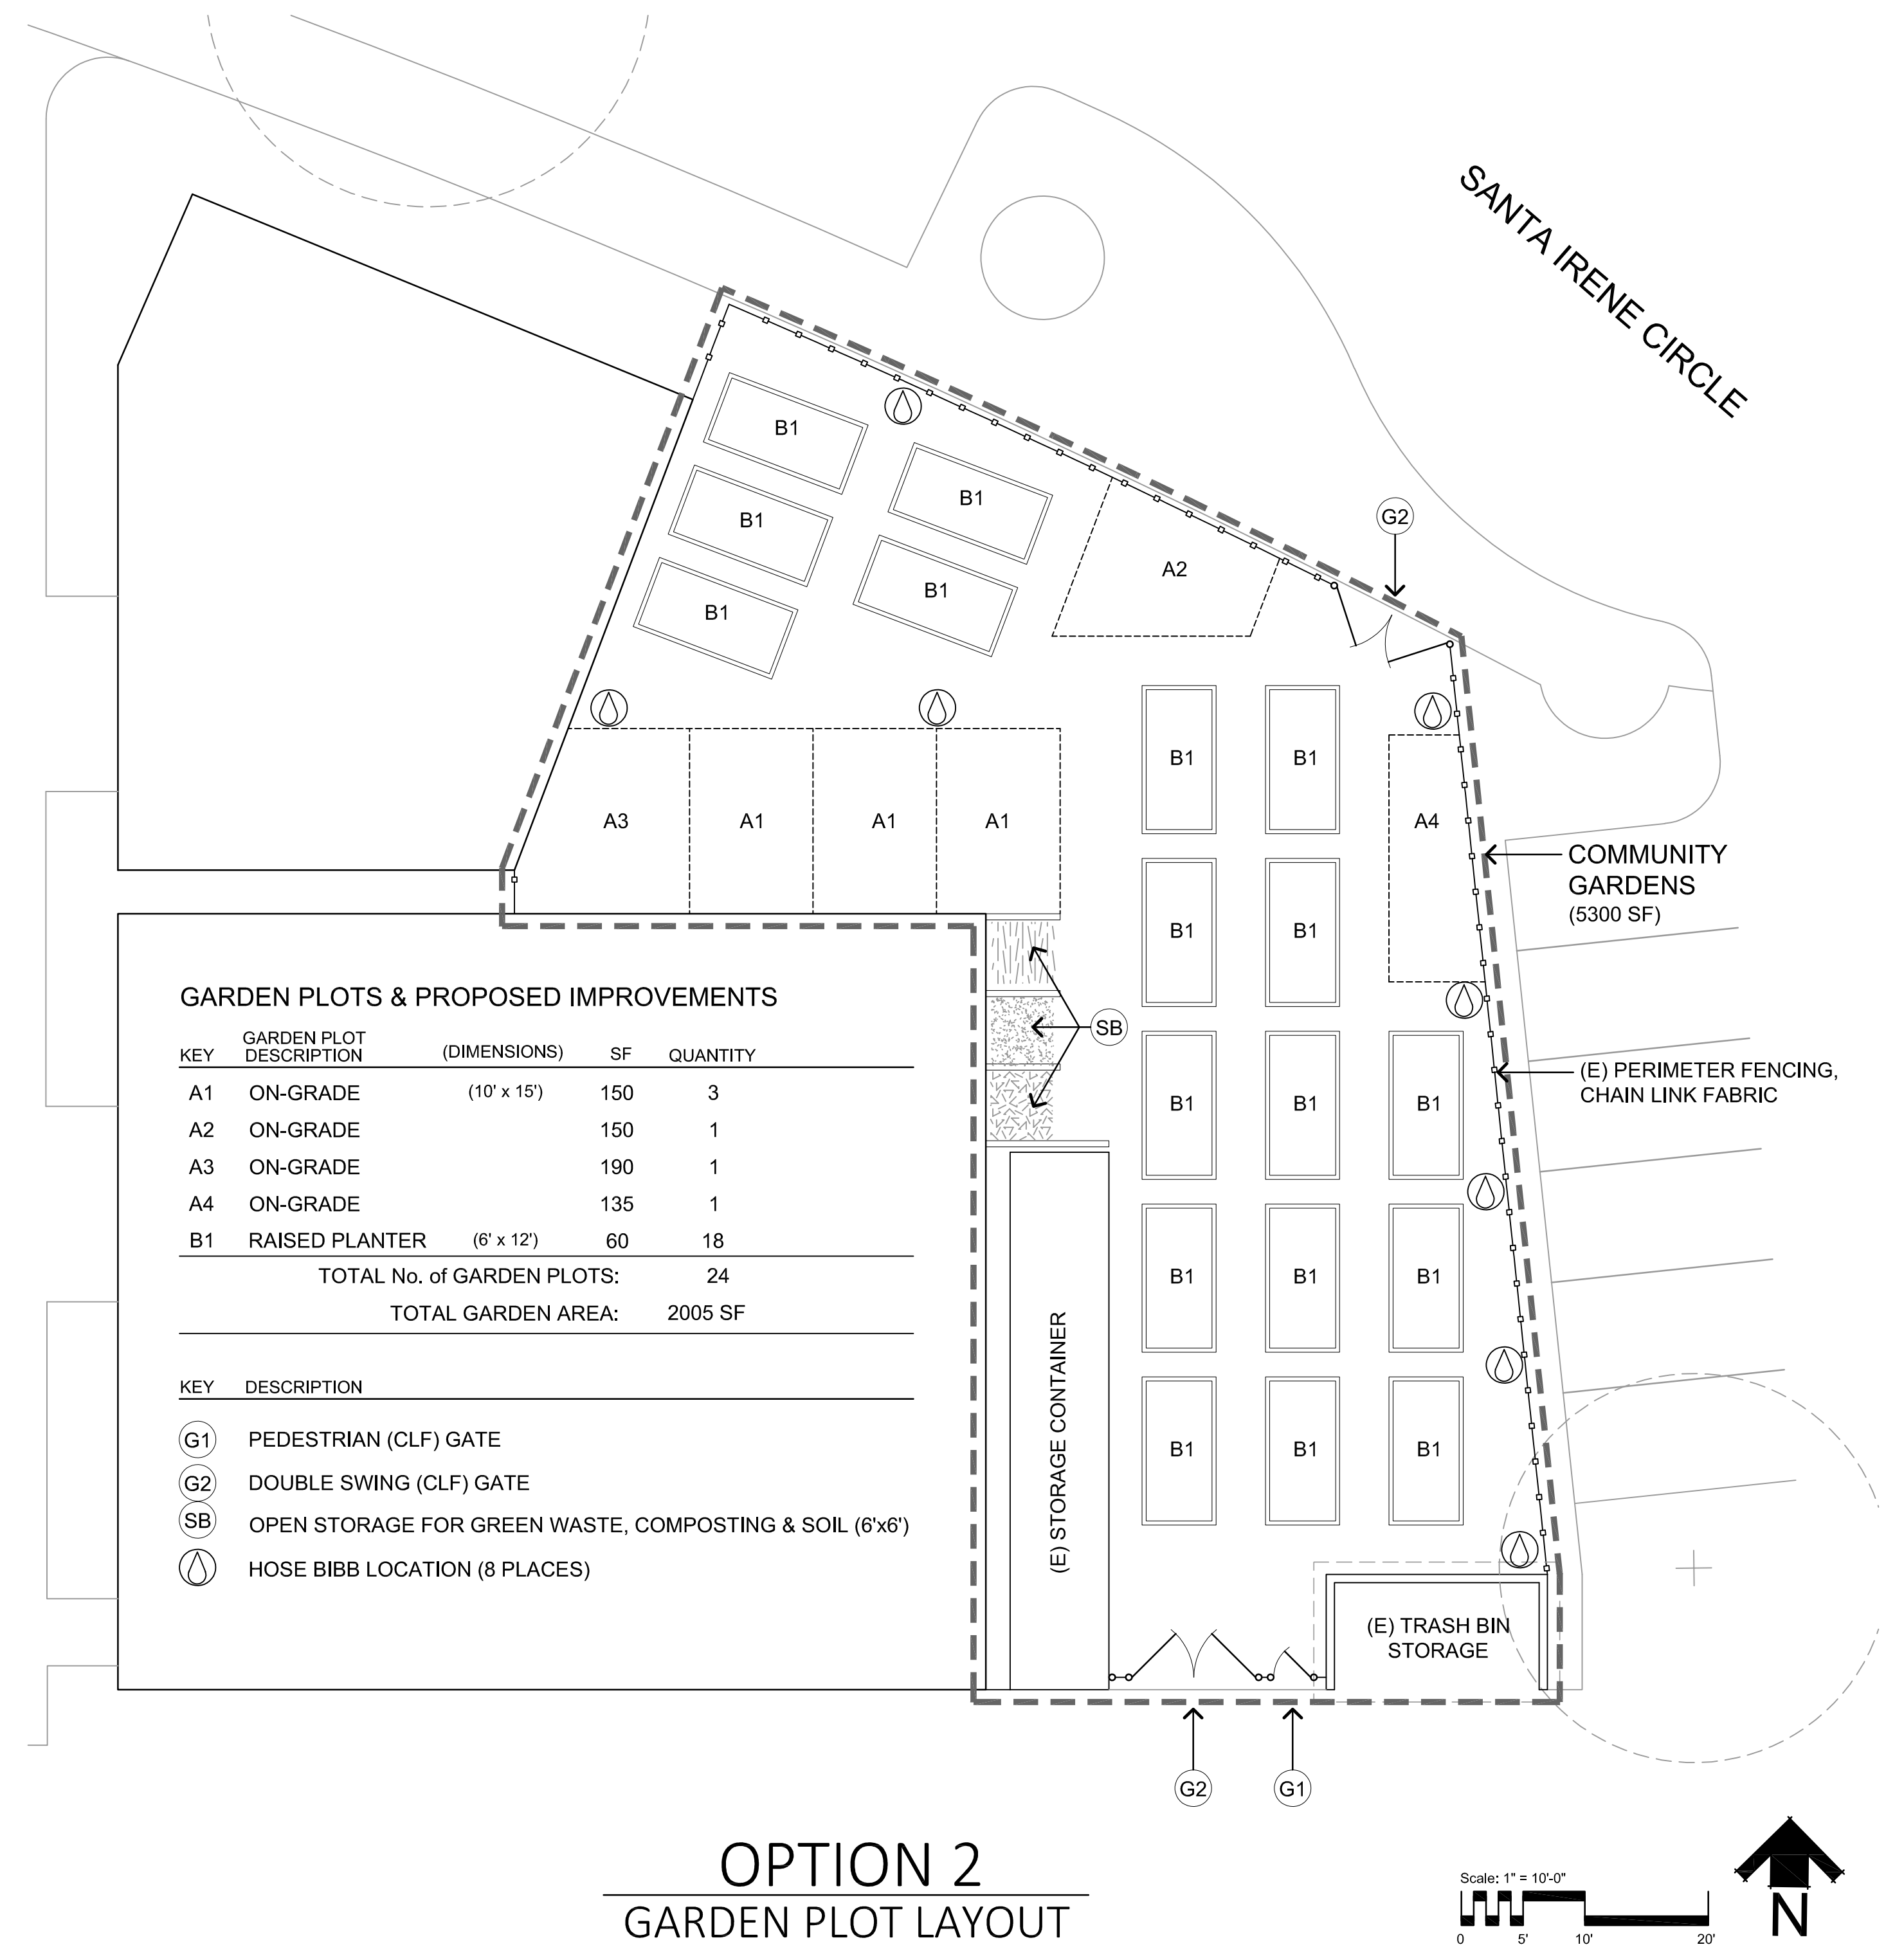 SANTA IRENE CIRCLE
B1
B1
B1
B1
B1
A2
G2
A3
A1
A1
A1
B1
B1
A4
COMMUNITY
GARDENS
(5300 SF)
B1
B1
SB
B1
B1
B1
(E) PERIMETER FENCING,
CHAIN LINK FABRIC
B1
B1
B1
B1
B1
B1
(E) STORAGE CONTAINER
(E) TRASH BIN
STORAGE
G2
G1
GARDEN PLOTS & PROPOSED IMPROVEMENTS
KEY GARDEN PLOT DESCRIPTION (DIMENSIONS) SF QUANTITY
A1 ON-GRADE (10' x 15') 150 3
A2 ON-GRADE 150 1
A3 ON-GRADE 190 1
A4 ON-GRADE 135 1
B1 RAISED PLANTER (6' x 12') 60 18
TOTAL No. of GARDEN PLOTS: 24
TOTAL GARDEN AREA: 2005 SF
KEY DESCRIPTION
G1 PEDESTRIAN (CLF) GATE
G2 DOUBLE SWING (CLF) GATE
SB OPEN STORAGE FOR GREEN WASTE, COMPOSTING & SOIL (6'x6')
HOSE BIBB LOCATION (8 PLACES)
OPTION 2
GARDEN PLOT LAYOUT
Scale: 1" = 10'-0"
0 5' 10' 20'
N